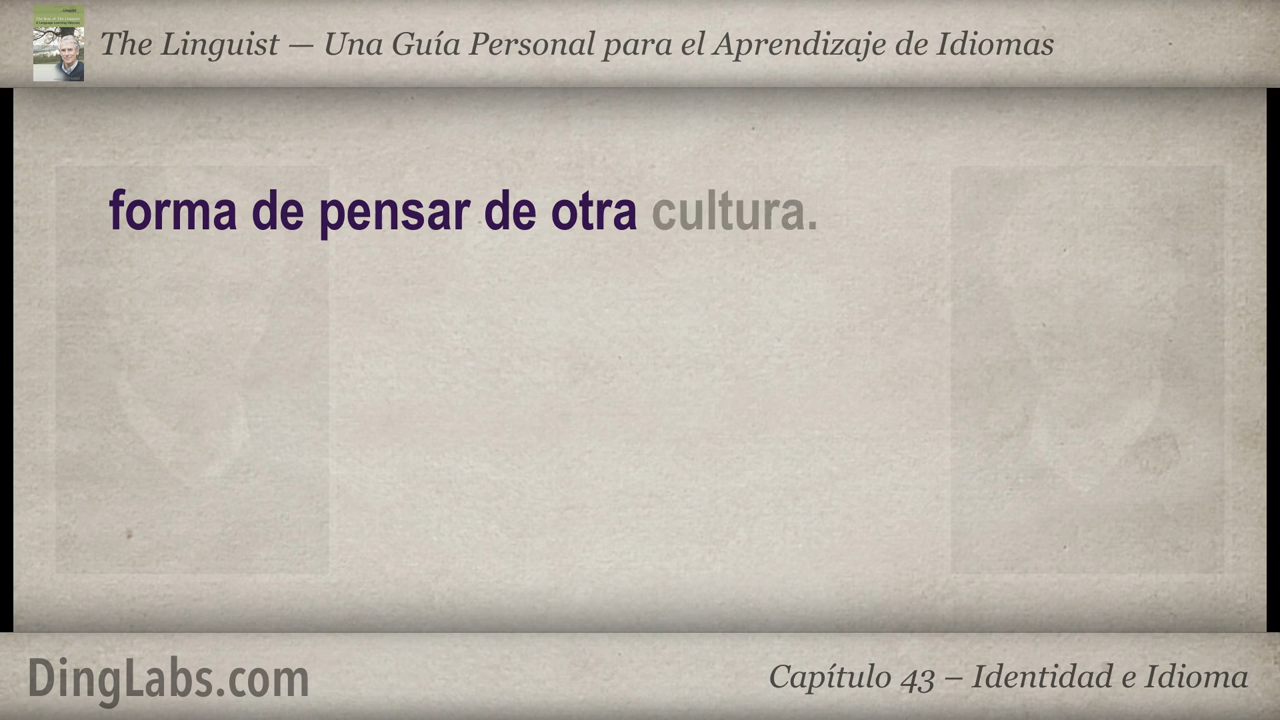 The Linguist — Una Guía Personal para el Aprendizaje de Idiomas
forma de pensar de otra cultura.
DingLabs.com
Capítulo 43 – Identidad e Idioma